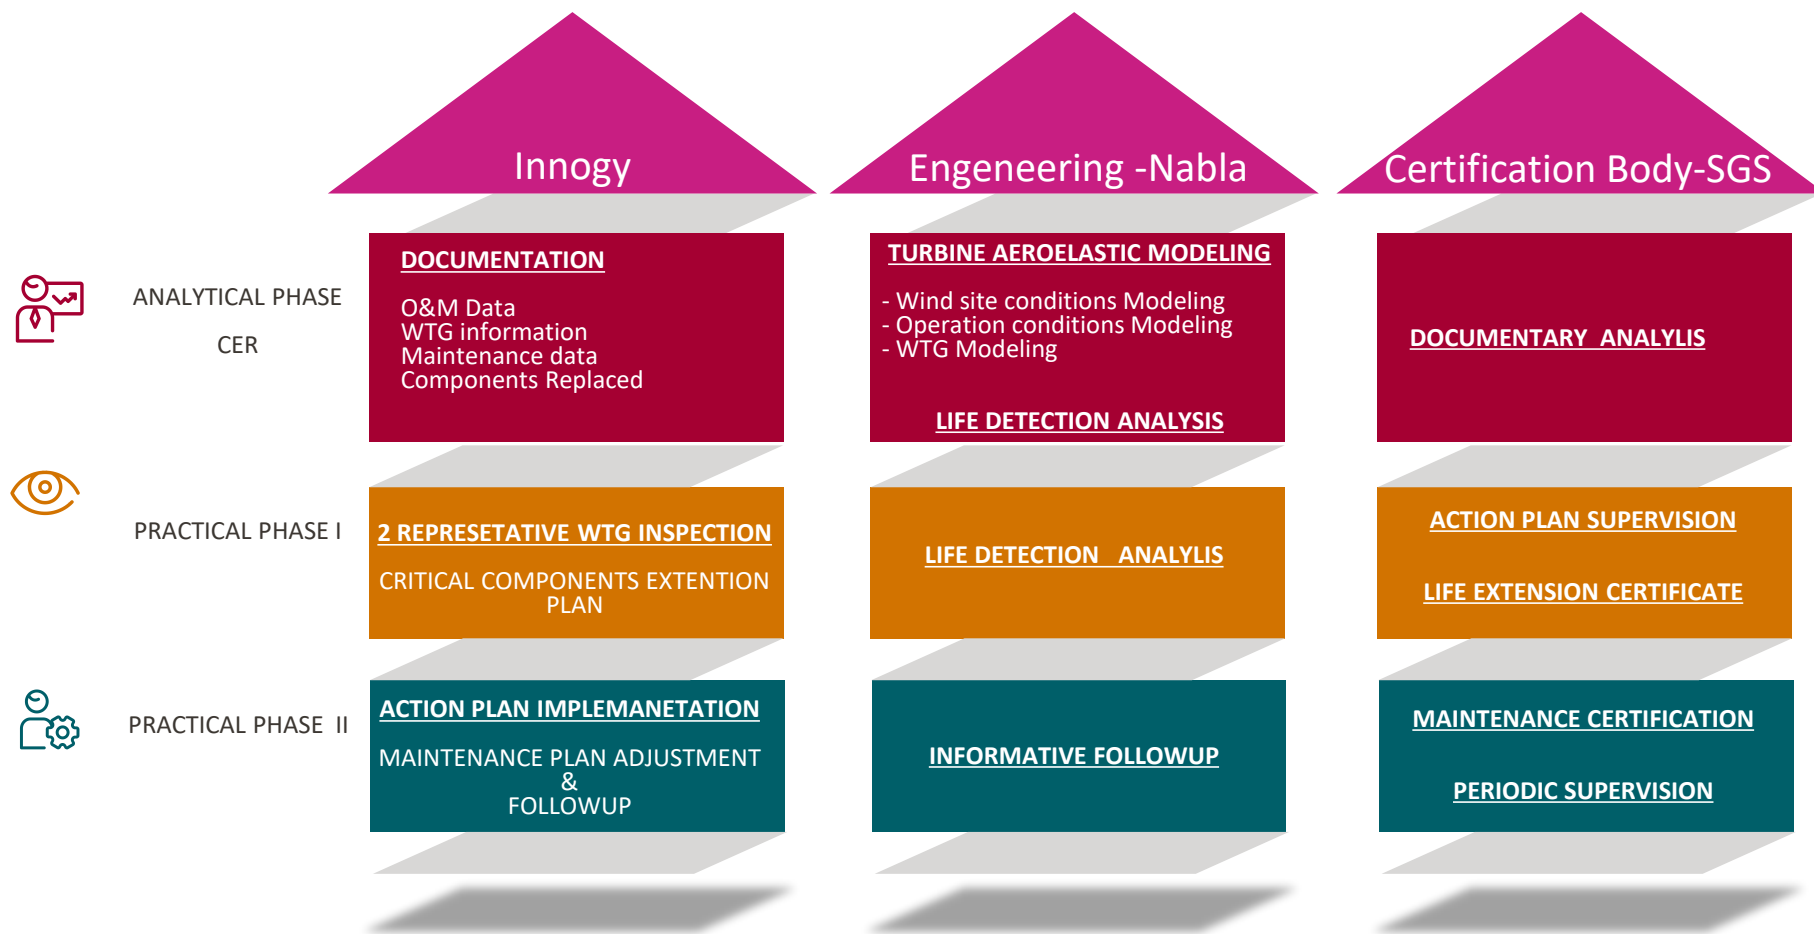 Innogy
Engeneering -Nabla
Certification Body-SGS
ANALYTICAL PHASE
CER
DOCUMENTATION
O&M Data
WTG information
Maintenance data
Components Replaced
TURBINE AEROELASTIC MODELING
- Wind site conditions Modeling
- Operation conditions Modeling
- WTG Modeling
LIFE DETECTION ANALYSIS
DOCUMENTARY ANALYLIS
PRACTICAL PHASE I
2 REPRESETATIVE WTG INSPECTION
CRITICAL COMPONENTS EXTENTION
PLAN
LIFE DETECTION ANALYLIS
ACTION PLAN SUPERVISION
LIFE EXTENSION CERTIFICATE
PRACTICAL PHASE II
ACTION PLAN IMPLEMANETATION
MAINTENANCE PLAN ADJUSTMENT
&
FOLLOWUP
INFORMATIVE FOLLOWUP
MAINTENANCE CERTIFICATION
PERIODIC SUPERVISION